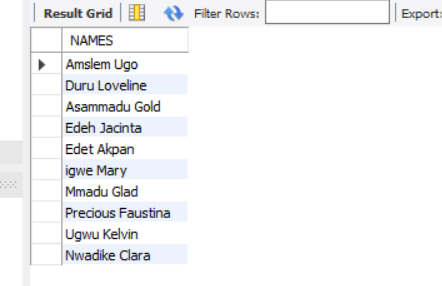 Result Grid Filter Rows: Export:
NAMES
Amslem Ugo
Duru Loveline
Asammadu Gold
Edeh Jacinta
Edet Akpan
igwe Mary
Mmadu Glad
Precious Faustina
Ugwu Kelvin
Nwadike Clara